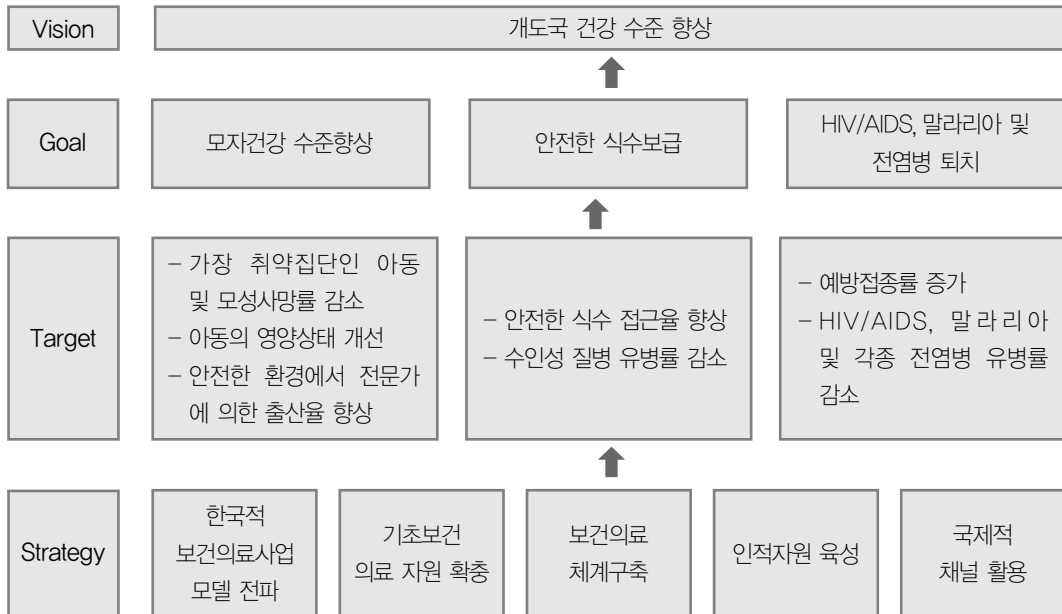 Vision
개도국 건강 수준 향상
Goal
모자건강 수준향상
안전한 식수보급
HIV/AIDS, 말라리아 및
전염병 퇴치
Target
– 가장 취약집단인 아동
및 모성사망률 감소
– 아동의 영양상태 개선
– 안전한 환경에서 전문가
에 의한 출산율 향상
– 안전한 식수 접근율 향상
– 수인성 질병 유병률 감소
– 예방접종률 증가
– HIV/AIDS, 말라리아
및 각종 전염병 유병률
감소
Strategy
한국적
보건의료사업
모델 전파
기초보건
의료 자원 확충
보건의료
체계구축
인적자원 육성
국제적
채널 활용